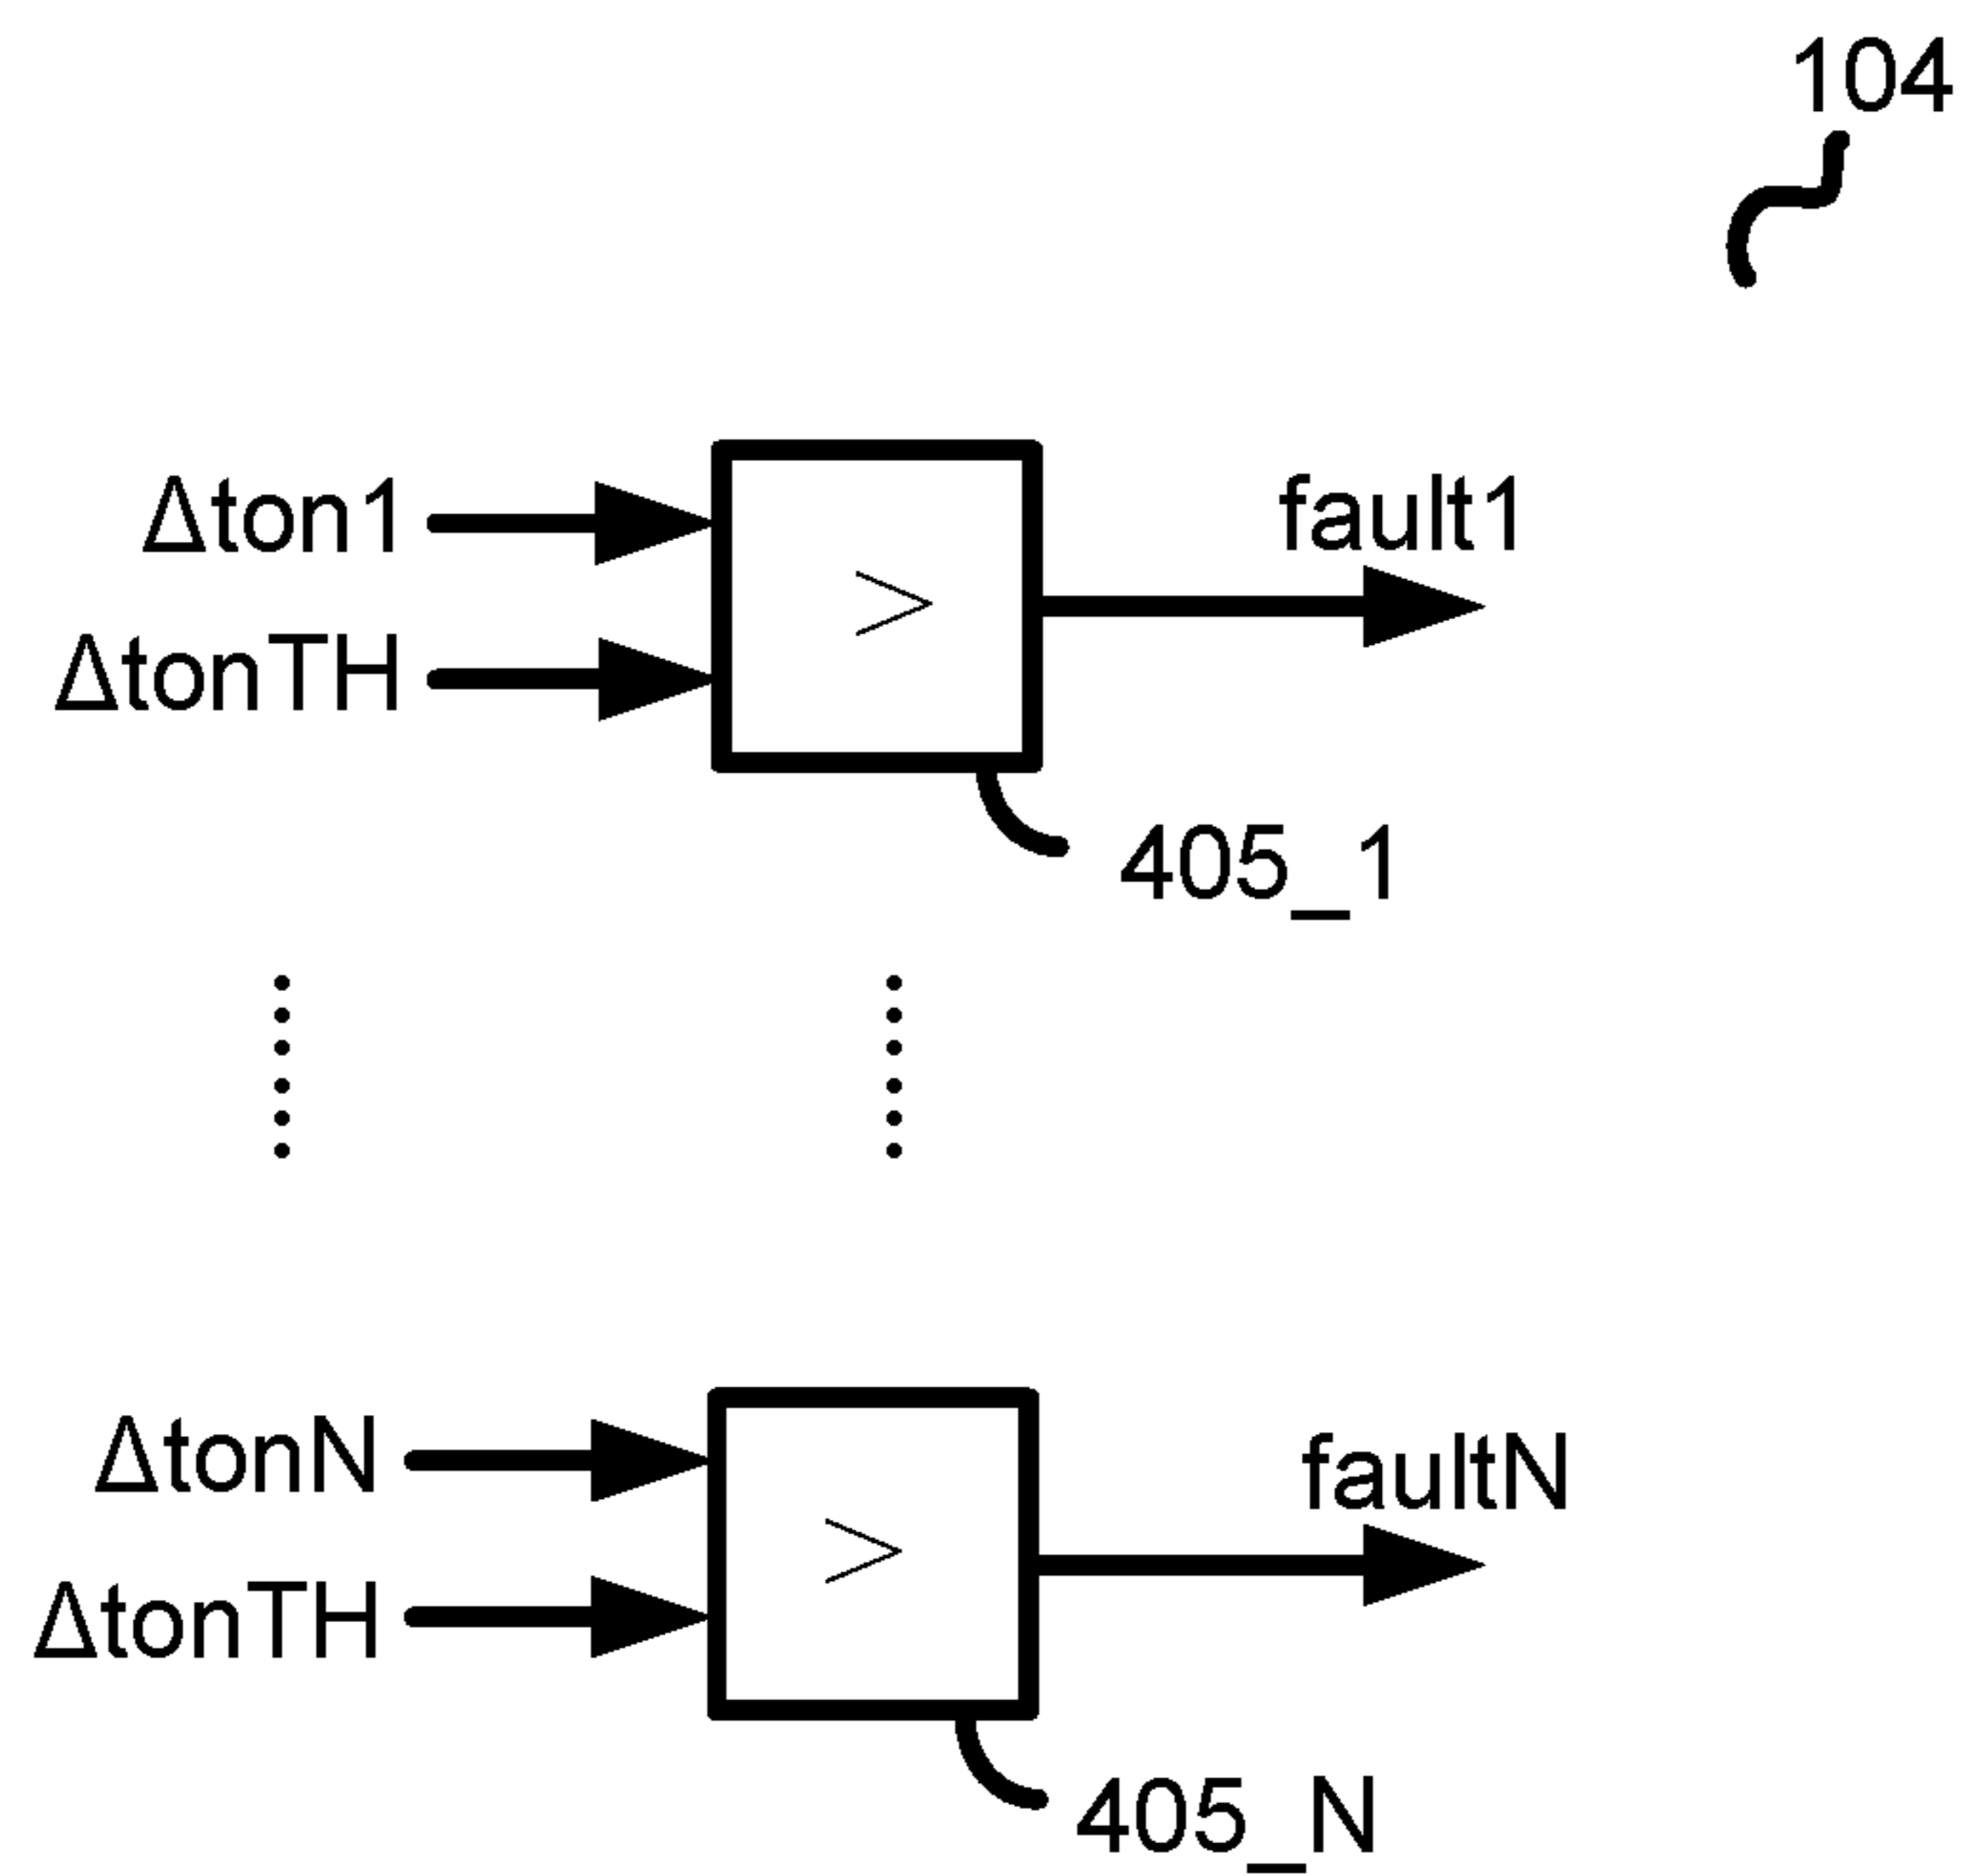 104
Δton1
fault1
>
ΔtonTH
405_1
ΔtonN
faultN
>
ΔtonTH
405_N